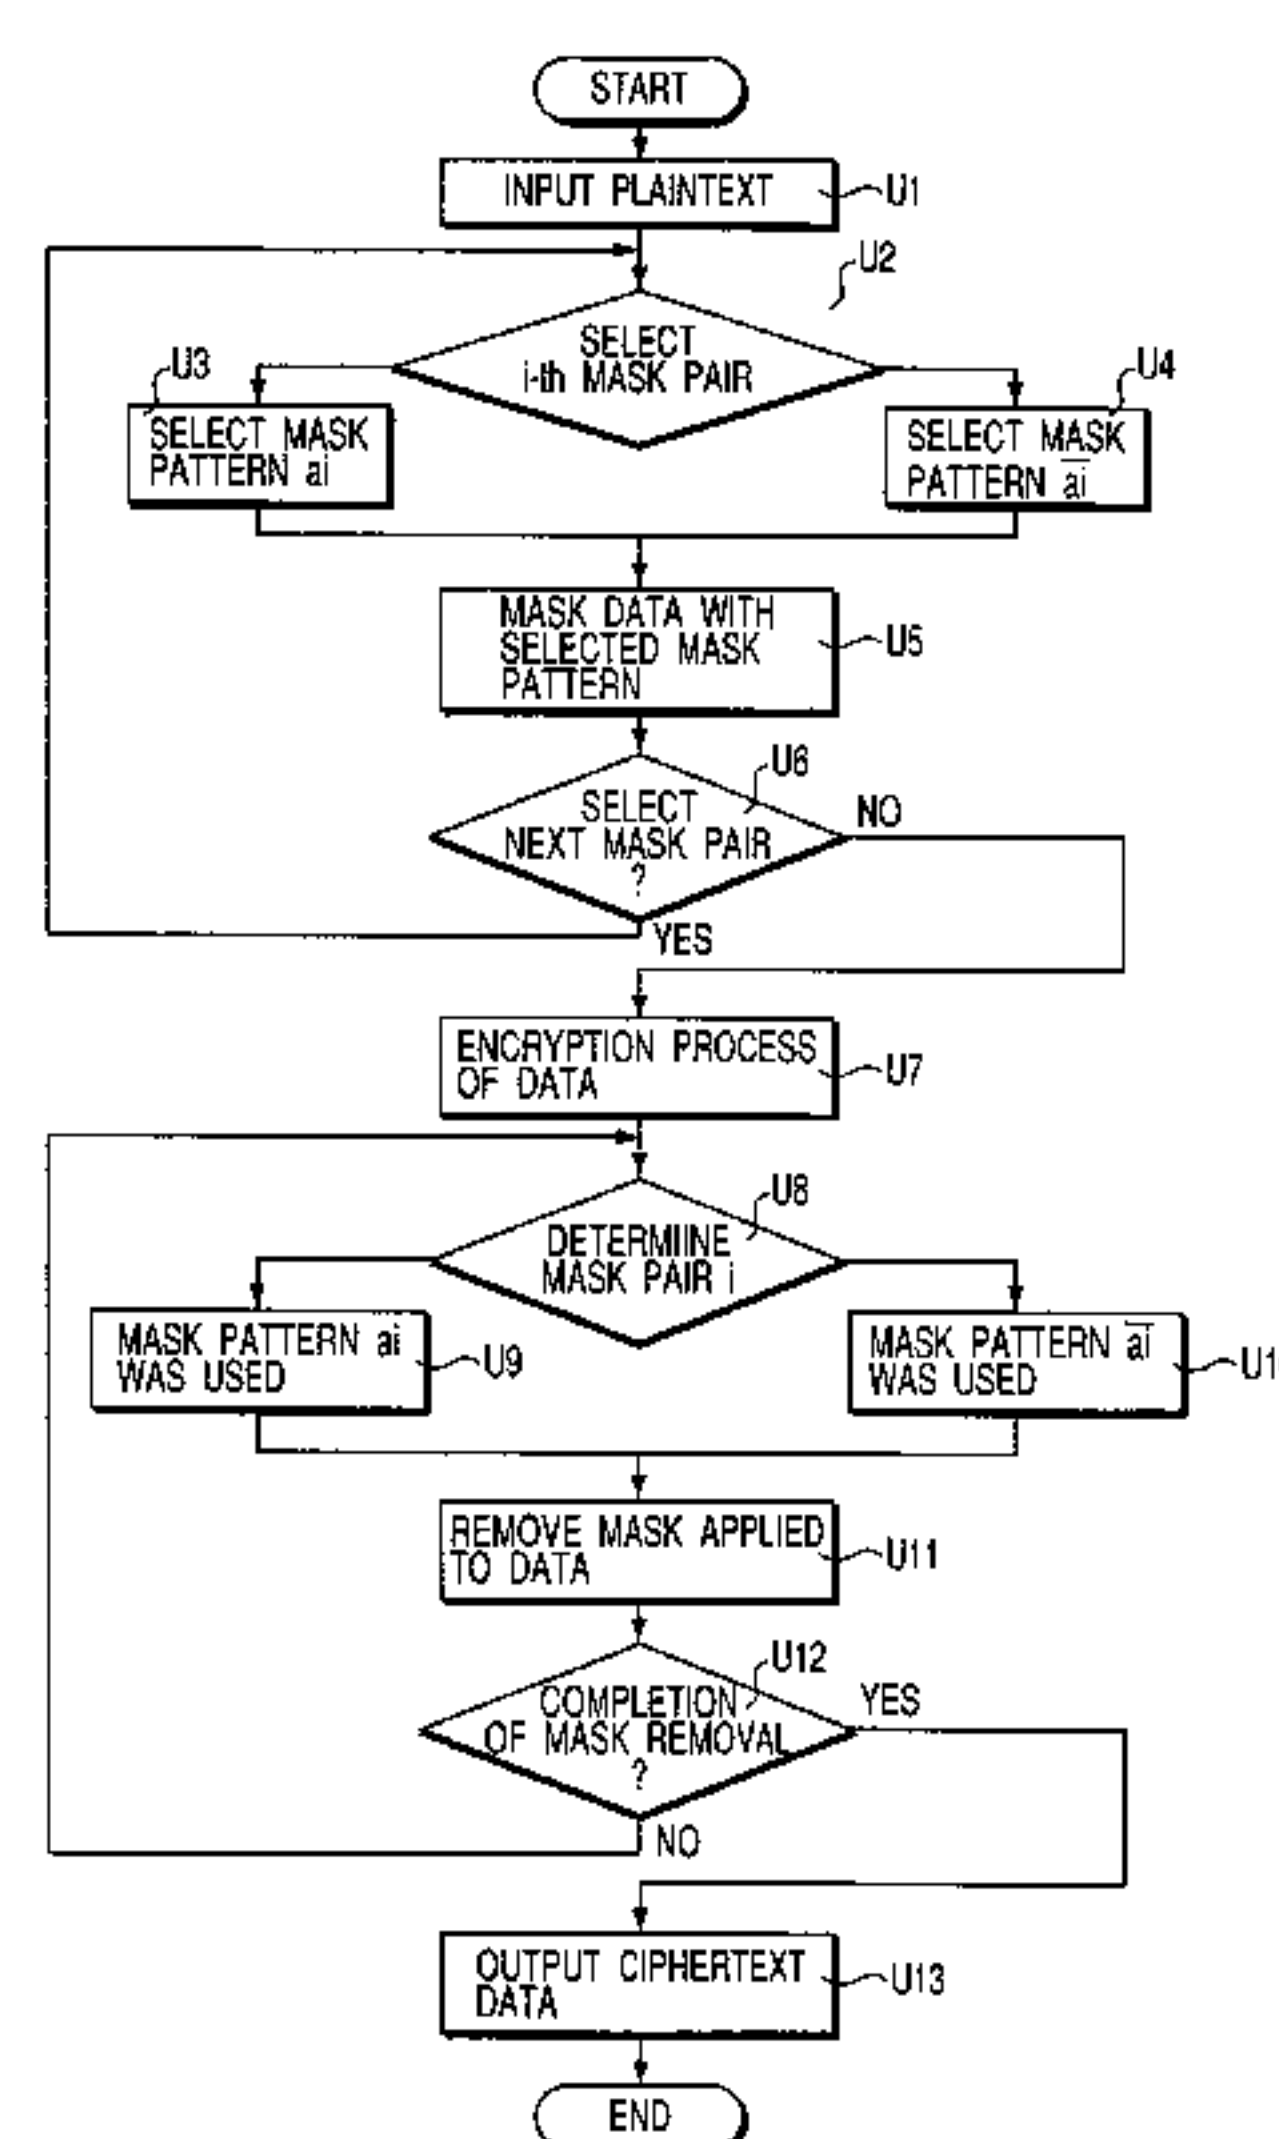 START
INPUT PLAINTEXT
U1
U2
SELECT
i-th MASK PAIR
U3
U4
SELECT MASK
PATTERN ai
SELECT MASK
PATTERN a̅i̅
MASK DATA WITH
SELECTED MASK
PATTERN
U5
U6
SELECT
NEXT MASK PAIR
?
NO
YES
ENCRYPTION PROCESS
OF DATA
U7
U8
DETERMIINE
MASK PAIR i
MASK PATTERN ai
WAS USED
U9
MASK PATTERN a̅i̅
WAS USED
U1
REMOVE MASK APPLIED
TO DATA
U11
U12
COMPLETION
OF MASK REMOVAL
?
YES
NO
OUTPUT CIPHERTEXT
DATA
U13
END